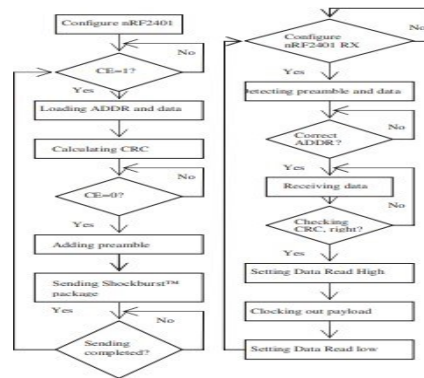 Configure nRF2401
No
CE=1?
Yes
Loading ADDR and data
Calculating CRC
No
CE=0?
Yes
Adding preamble
Sending Shockburst™
package
Yes
No
Sending
completed?
No
Configure
nRF2401 RX
Yes
Detecting preamble and data
No
Correct
ADDR?
Yes
Receiving data
No
Checking
CRC, right?
Yes
Setting Data Read High
Clocking out payload
Setting Data Read low